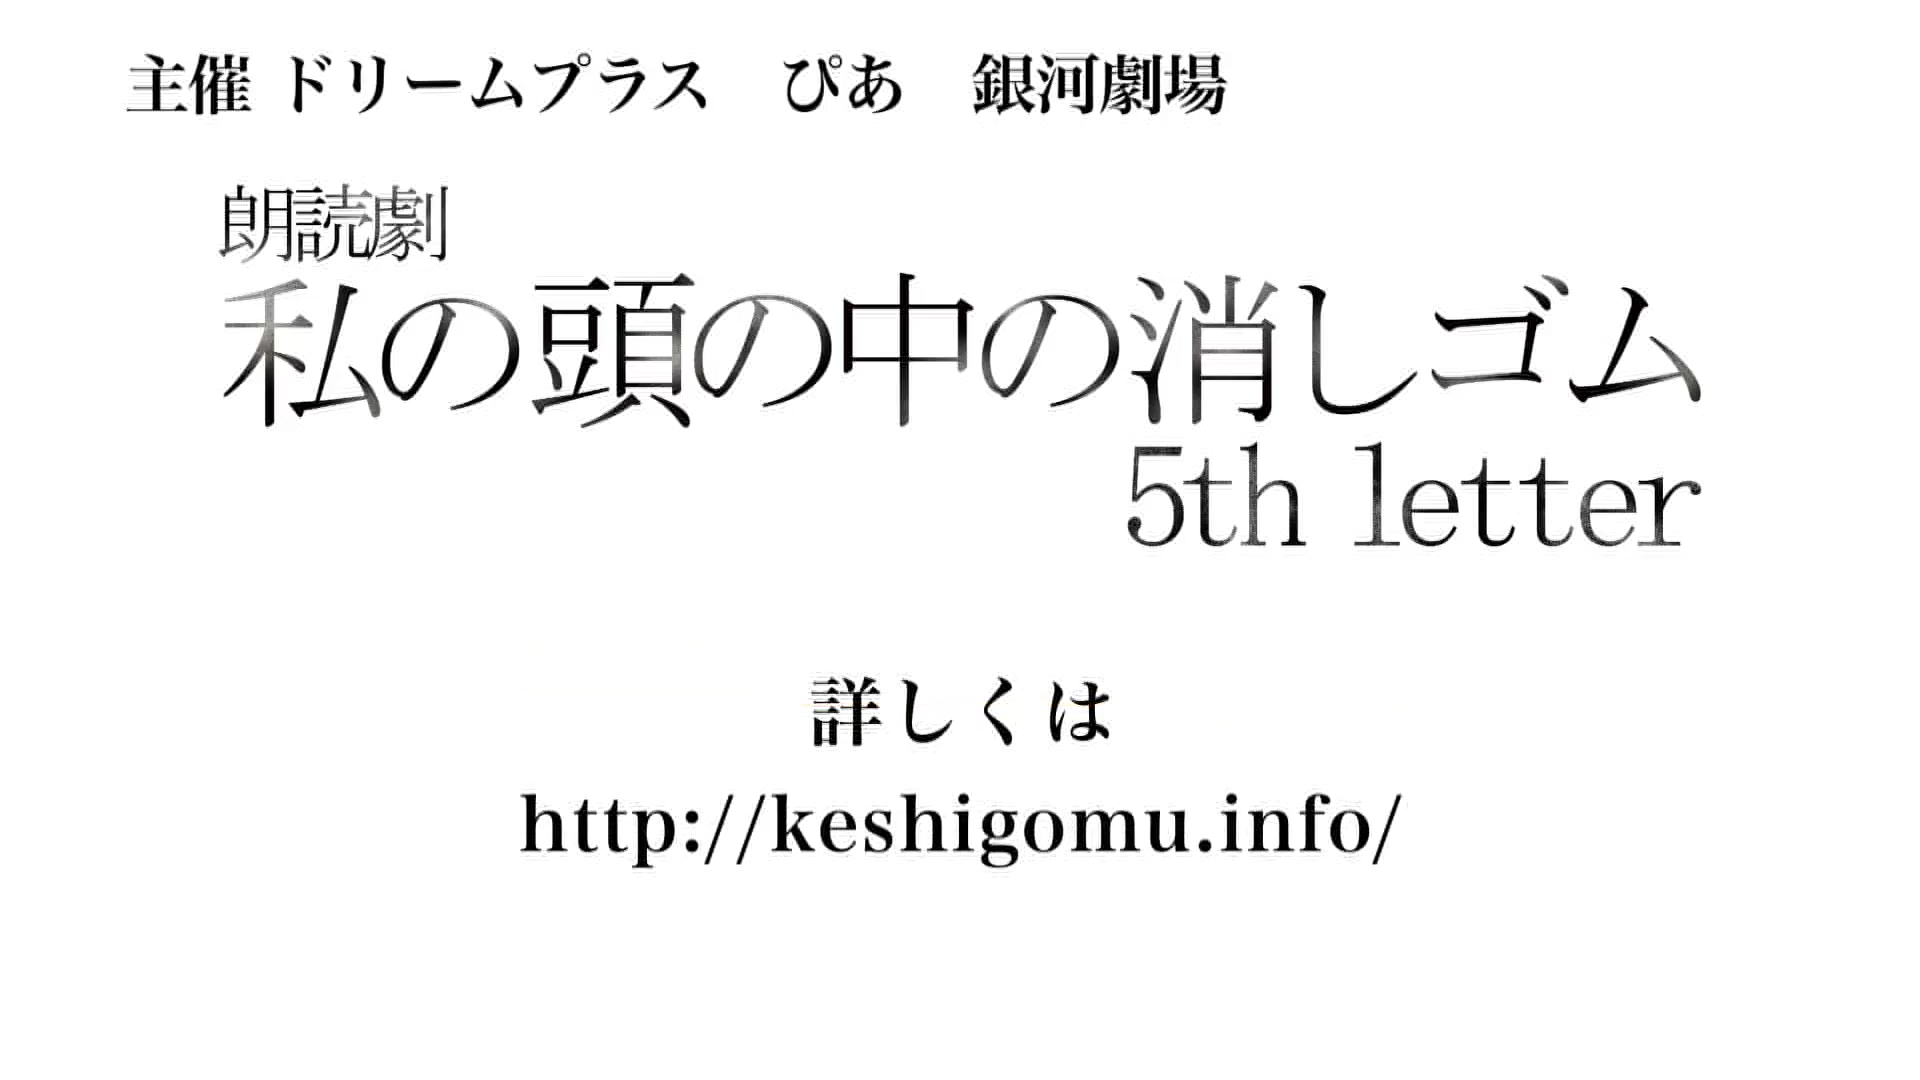 主催 ドリームプラス　ぴあ　銀河劇場
朗読劇
私の頭の中の消しゴム
5th letter
詳しくは
http://keshigomu.info/